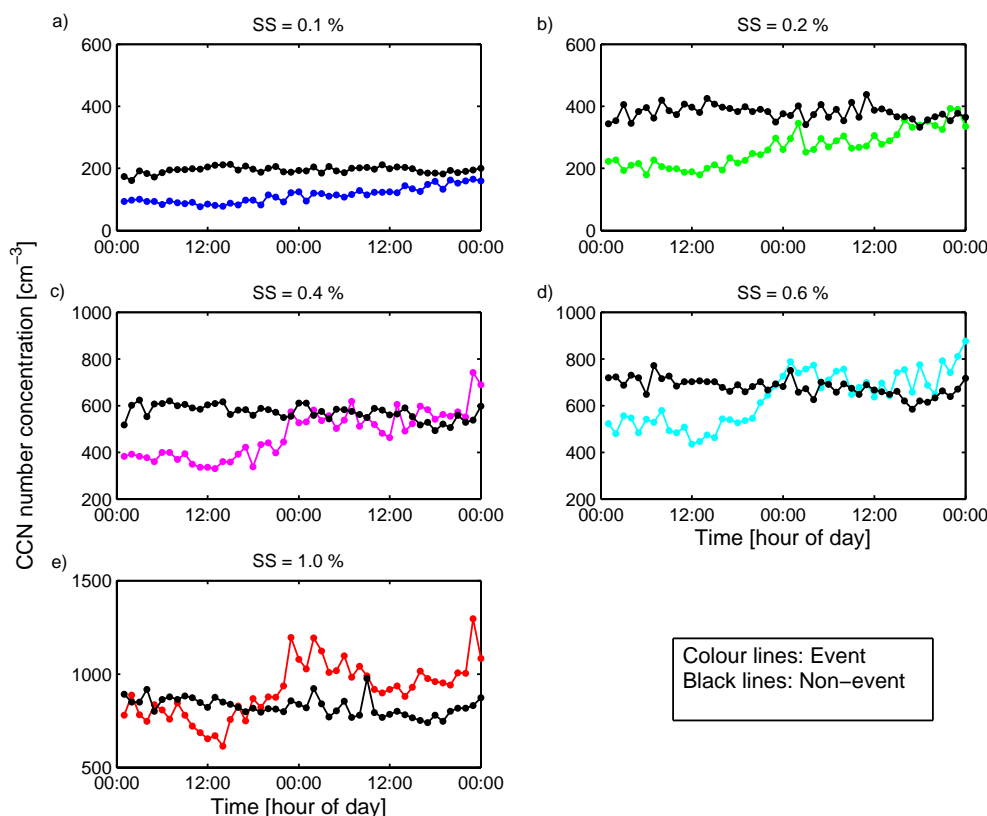 a)
SS = 0.1 %
600
400
200
0
00:00 12:00 00:00 12:00 00:00
b)
SS = 0.2 %
600
400
200
0
00:00 12:00 00:00 12:00 00:00
c)
SS = 0.4 %
1000
800
600
400
200
00:00 12:00 00:00 12:00 00:00
d)
SS = 0.6 %
1000
800
600
400
200
00:00 12:00 00:00 12:00 00:00
Time [hour of day]
e)
SS = 1.0 %
1500
1000
500
00:00 12:00 00:00 12:00 00:00
Time [hour of day]
CCN number concentration [cm−3]
Colour lines: Event
Black lines: Non−event